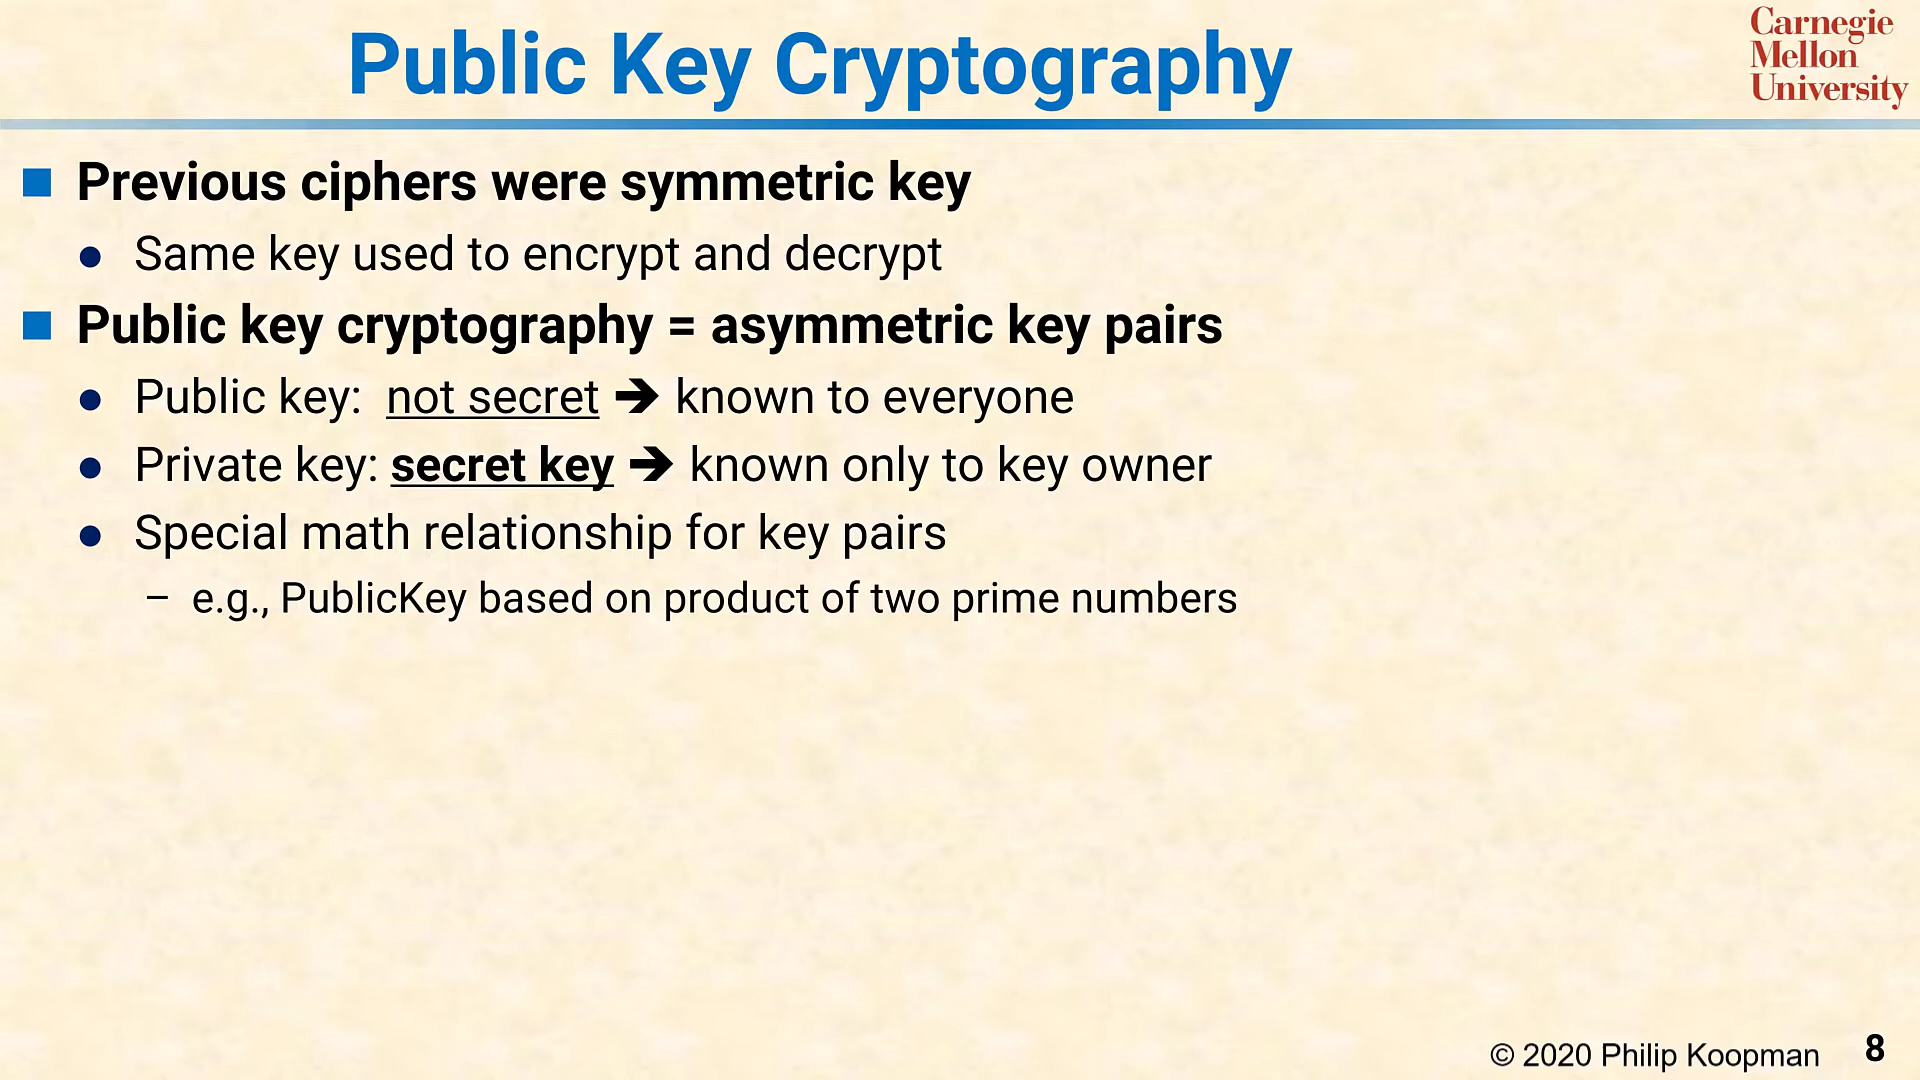 Public Key Cryptography
Carnegie
Mellon
University
■ Previous ciphers were symmetric key
● Same key used to encrypt and decrypt
■ Public key cryptography = asymmetric key pairs
● Public key:  not secret ➔ known to everyone
● Private key: secret key ➔ known only to key owner
● Special math relationship for key pairs
– e.g., PublicKey based on product of two prime numbers
© 2020 Philip Koopman 8